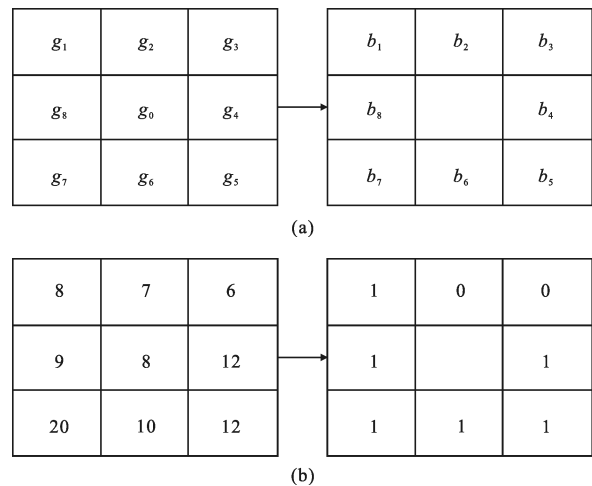 g₁ g₂ g₃ b₁ b₂ b₃
g₈ g₀ g₄ b₈ b₄
g₇ g₆ g₅ b₇ b₆ b₅
(a)
8 7 6 1 0 0
9 8 12 1 1
20 10 12 1 1 1
(b)